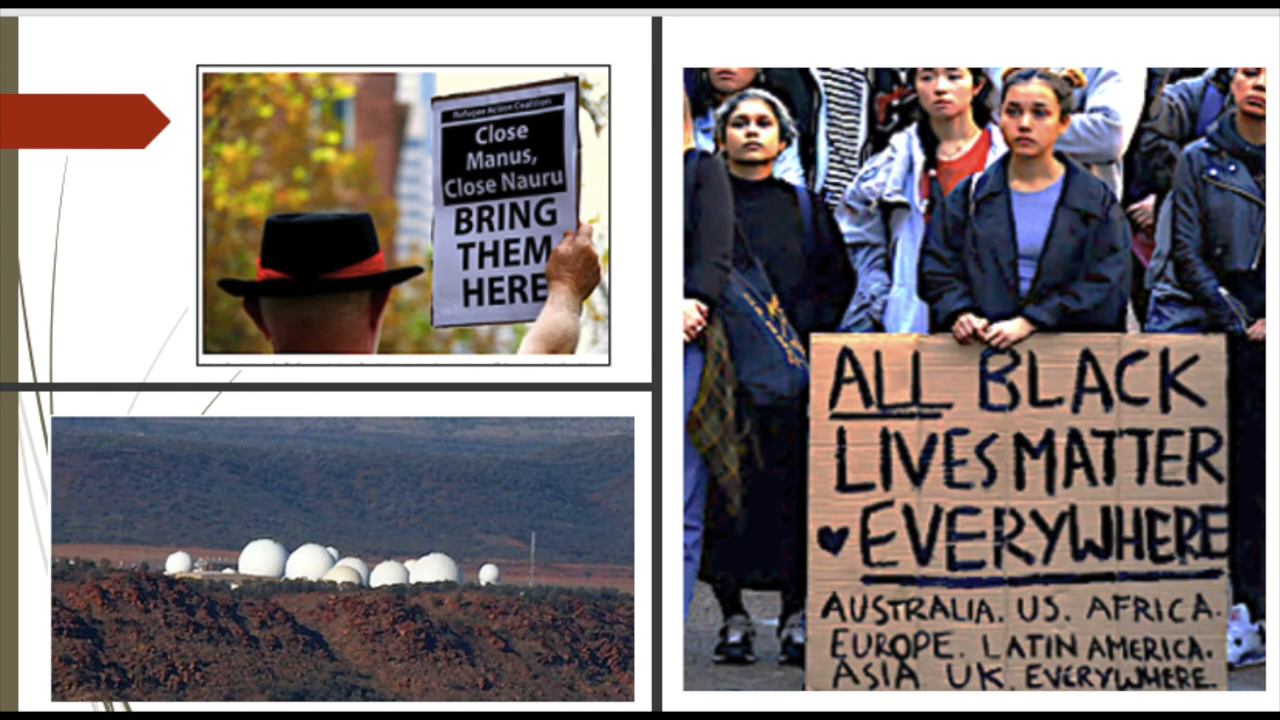 Refugee Action Coalition
Close
Manus,
Close Nauru
BRING
THEM
HERE
ALL BLACK
LIVES MATTER
EVERYWHERE
AUSTRALIA. US. AFRICA.
EUROPE. LATIN AMERICA.
ASIA UK. EVERYWHERE.